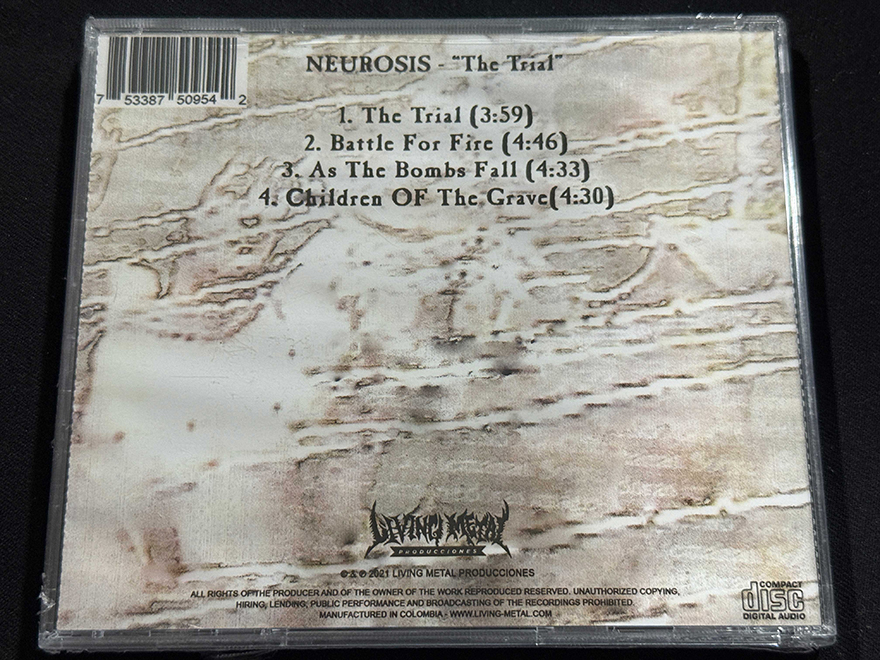 7 53387 50954 2
NEUROSIS - "The Trial"
1. The Trial (3:59)
2. Battle For Fire (4:46)
3. As The Bombs Fall (4:33)
4. Children OF The Grave(4:30)
LIVING METAL
PRODUCCIONES
© & ℗ 2021 LIVING METAL PRODUCCIONES
ALL RIGHTS OF THE PRODUCER AND OF THE OWNER OF THE WORK REPRODUCED RESERVED. UNAUTHORIZED COPYING,
HIRING, LENDING, PUBLIC PERFORMANCE AND BROADCASTING OF THE RECORDINGS PROHIBITED.
MANUFACTURED IN COLOMBIA - WWW.LIVING-METAL.COM
COMPACT
disc
DIGITAL AUDIO